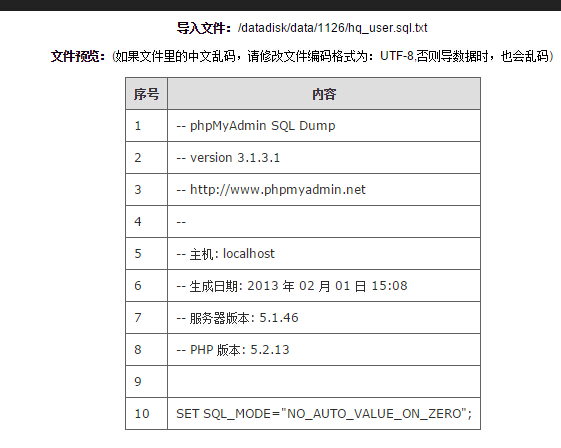 导入文件：/datadisk/data/1126/hq_user.sql.txt
文件预览：(如果文件里的中文乱码，请修改文件编码格式为：UTF-8,否则导数据时，也会乱码)
序号 内容
1 -- phpMyAdmin SQL Dump
2 -- version 3.1.3.1
3 -- http://www.phpmyadmin.net
4 --
5 -- 主机: localhost
6 -- 生成日期: 2013 年 02 月 01 日 15:08
7 -- 服务器版本: 5.1.46
8 -- PHP 版本: 5.2.13
9
10 SET SQL_MODE="NO_AUTO_VALUE_ON_ZERO";